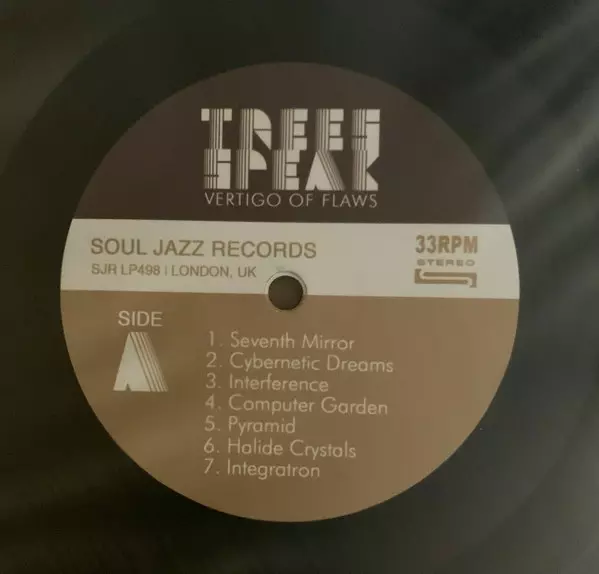 TREES
SPEAK
VERTIGO OF FLAWS
SOUL JAZZ RECORDS
SJR LP498 | LONDON, UK
33RPM
STEREO
SIDE
A
1. Seventh Mirror
2. Cybernetic Dreams
3. Interference
4. Computer Garden
5. Pyramid
6. Halide Crystals
7. Integratron